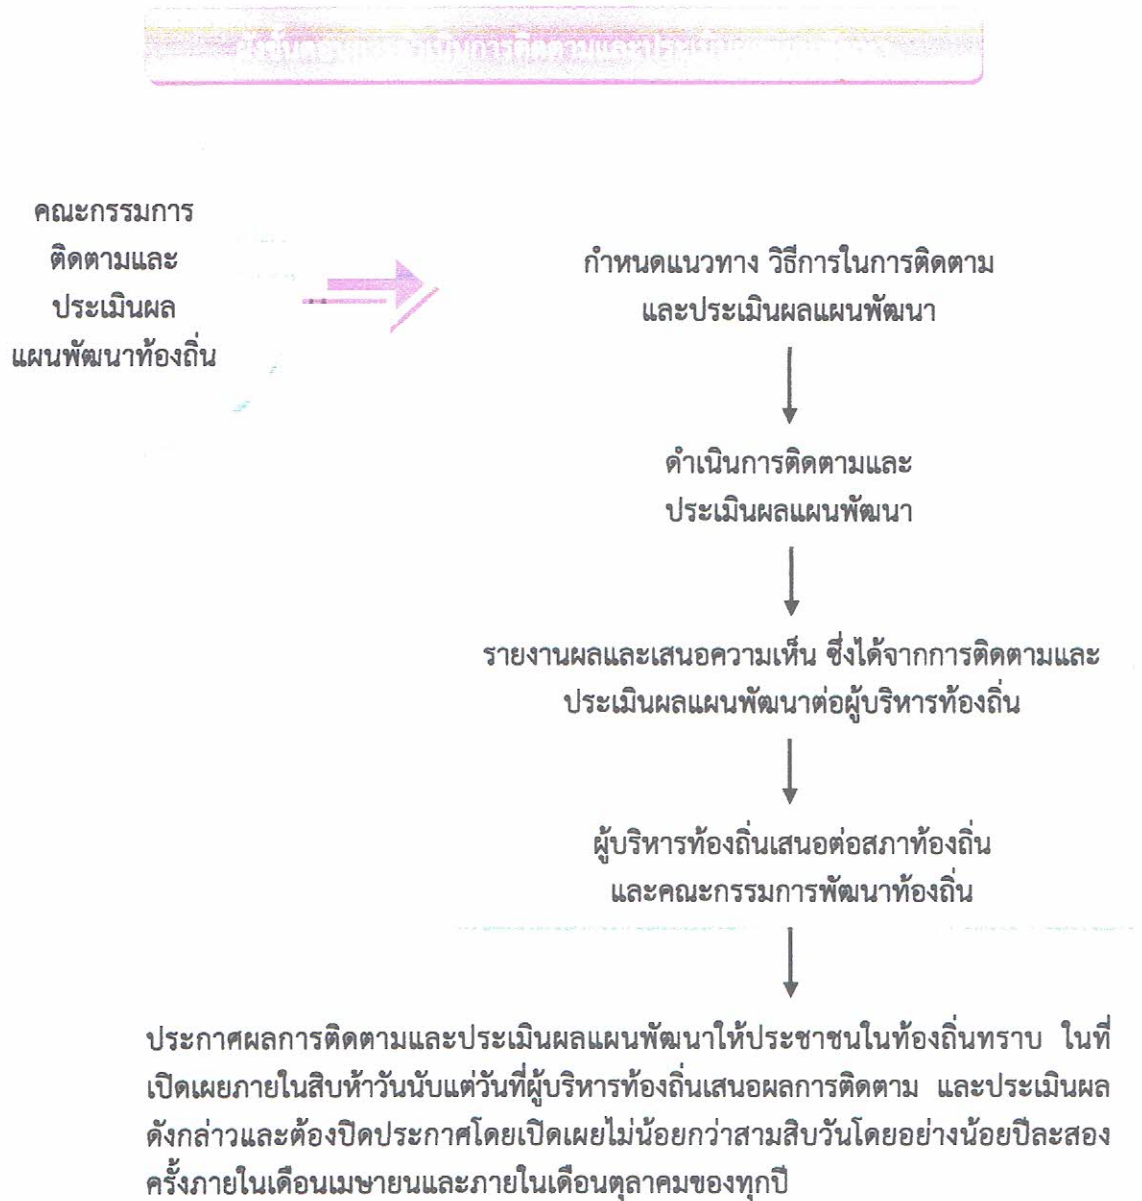 คณะกรรมการ
ติดตามและ
ประเมินผล
แผนพัฒนาท้องถิ่น
กำหนดแนวทาง วิธีการในการติดตาม
และประเมินผลแผนพัฒนา
ดำเนินการติดตามและ
ประเมินผลแผนพัฒนา
รายงานผลและเสนอความเห็น ซึ่งได้จากการติดตามและ
ประเมินผลแผนพัฒนาต่อผู้บริหารท้องถิ่น
ผู้บริหารท้องถิ่นเสนอต่อสภาท้องถิ่น
และคณะกรรมการพัฒนาท้องถิ่น
ประกาศผลการติดตามและประเมินผลแผนพัฒนาให้ประชาชนในท้องถิ่นทราบ ในที่
เปิดเผยภายในสิบห้าวันนับแต่วันที่ผู้บริหารท้องถิ่นเสนอผลการติดตาม และประเมินผล
ดังกล่าวและต้องปิดประกาศโดยเปิดเผยไม่น้อยกว่าสามสิบวันโดยอย่างน้อยปีละสอง
ครั้งภายในเดือนเมษายนและภายในเดือนตุลาคมของทุกปี